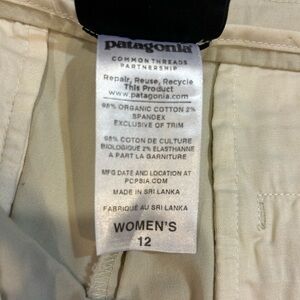 patagonia
COMMON THREADS
PARTNERSHIP
Repair, Reuse, Recycle
This Product
www.patagonia.com
98% ORGANIC COTTON 2%
SPANDEX
EXCLUSIVE OF TRIM
98% COTON DE CULTURE
BIOLOGIQUE 2% ELASTHANNE
A PART LA GARNITURE
MFG DATE AND LOCATION AT
PCPSIA.COM
MADE IN SRI LANKA
FABRIQUÉ AU SRI LANKA
WOMEN'S
12